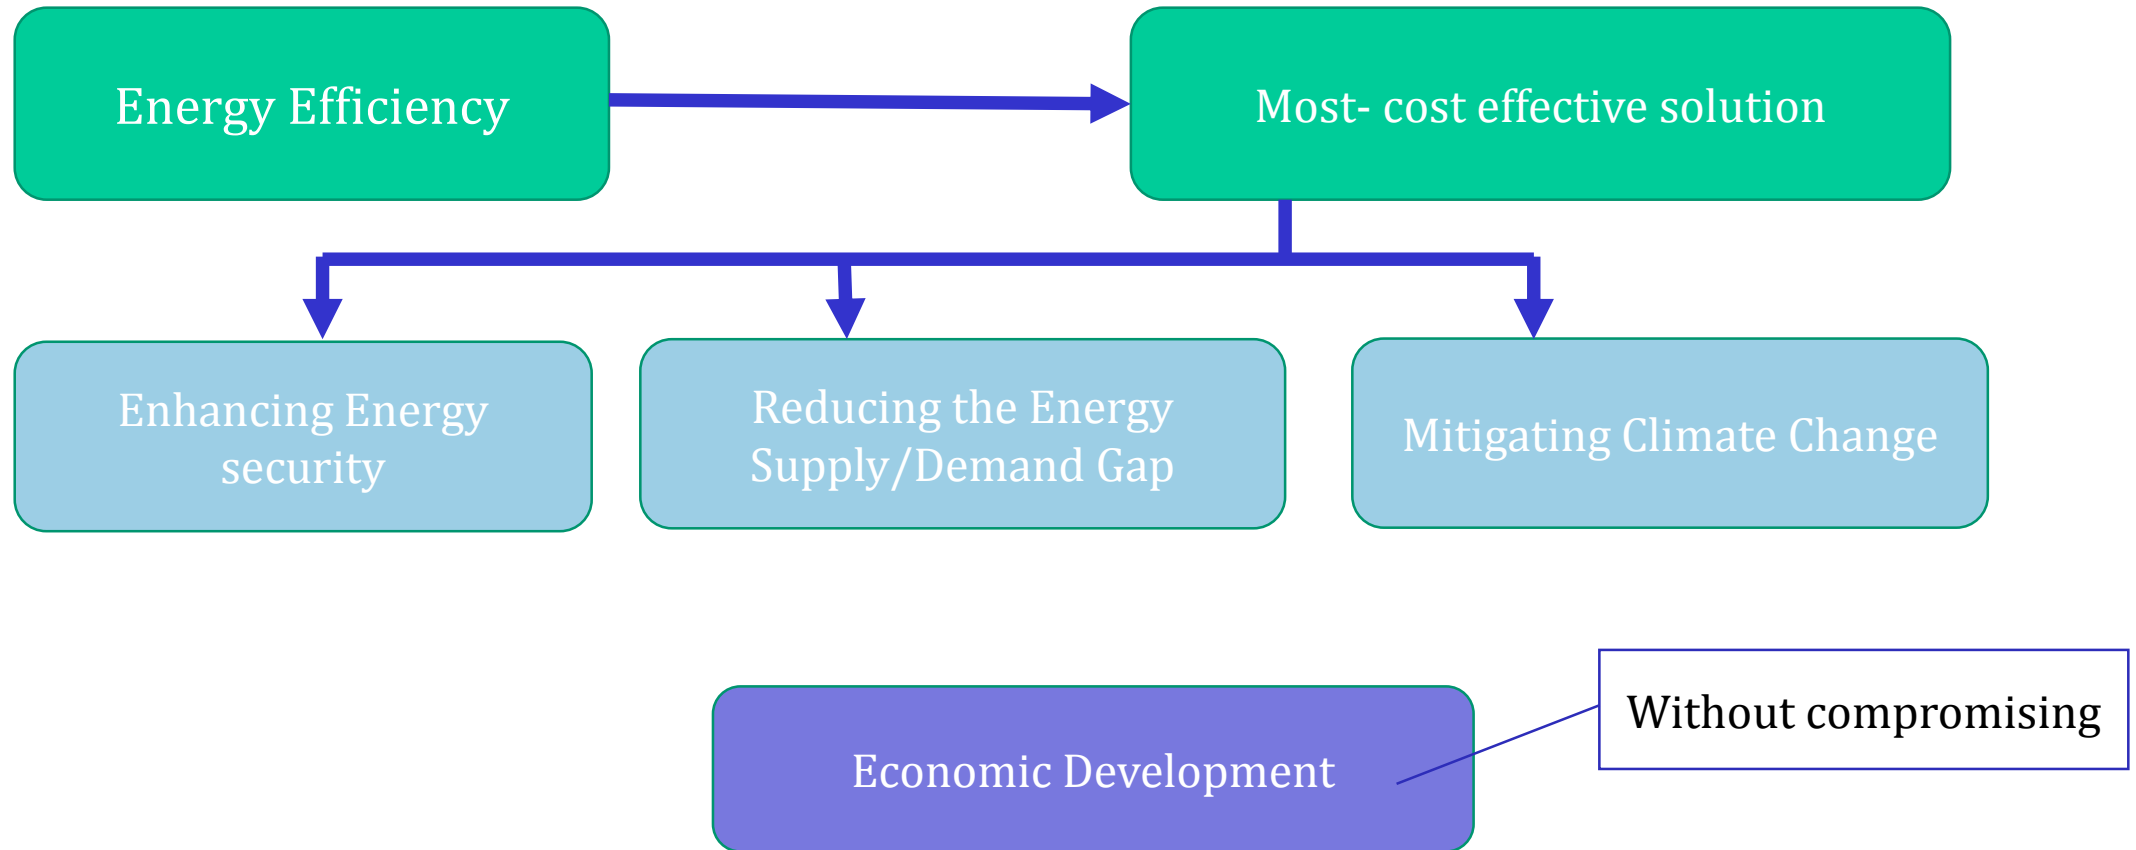 Energy Efficiency
Most- cost effective solution
Enhancing Energy
security
Reducing the Energy
Supply/Demand Gap
Mitigating Climate Change
Without compromising
Economic Development